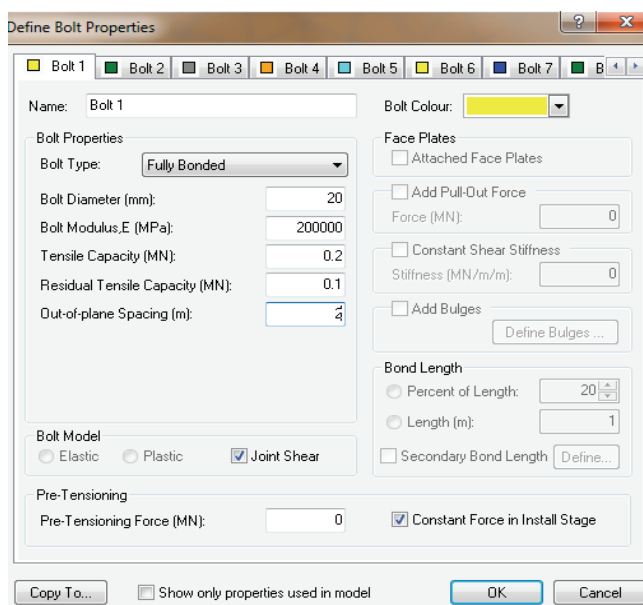 Define Bolt Properties
Bolt 1 Bolt 2 Bolt 3 Bolt 4 Bolt 5 Bolt 6 Bolt 7 B
Name: Bolt 1 Bolt Colour:
Bolt Properties
Bolt Type: Fully Bonded
Bolt Diameter (mm): 20
Bolt Modulus,E (MPa): 200000
Tensile Capacity (MN): 0.2
Residual Tensile Capacity (MN): 0.1
Out-of-plane Spacing (m):
Face Plates
Attached Face Plates
Add Pull-Out Force
Force (MN): 0
Constant Shear Stiffness
Stiffness (MN/m/m): 0
Add Bulges
Define Bulges ...
Bond Length
Percent of Length: 20
Length (m): 1
Secondary Bond Length Define...
Bolt Model
Elastic Plastic Joint Shear
Pre-Tensioning
Pre-Tensioning Force (MN): 0 Constant Force in Install Stage
Copy To... Show only properties used in model OK Cancel